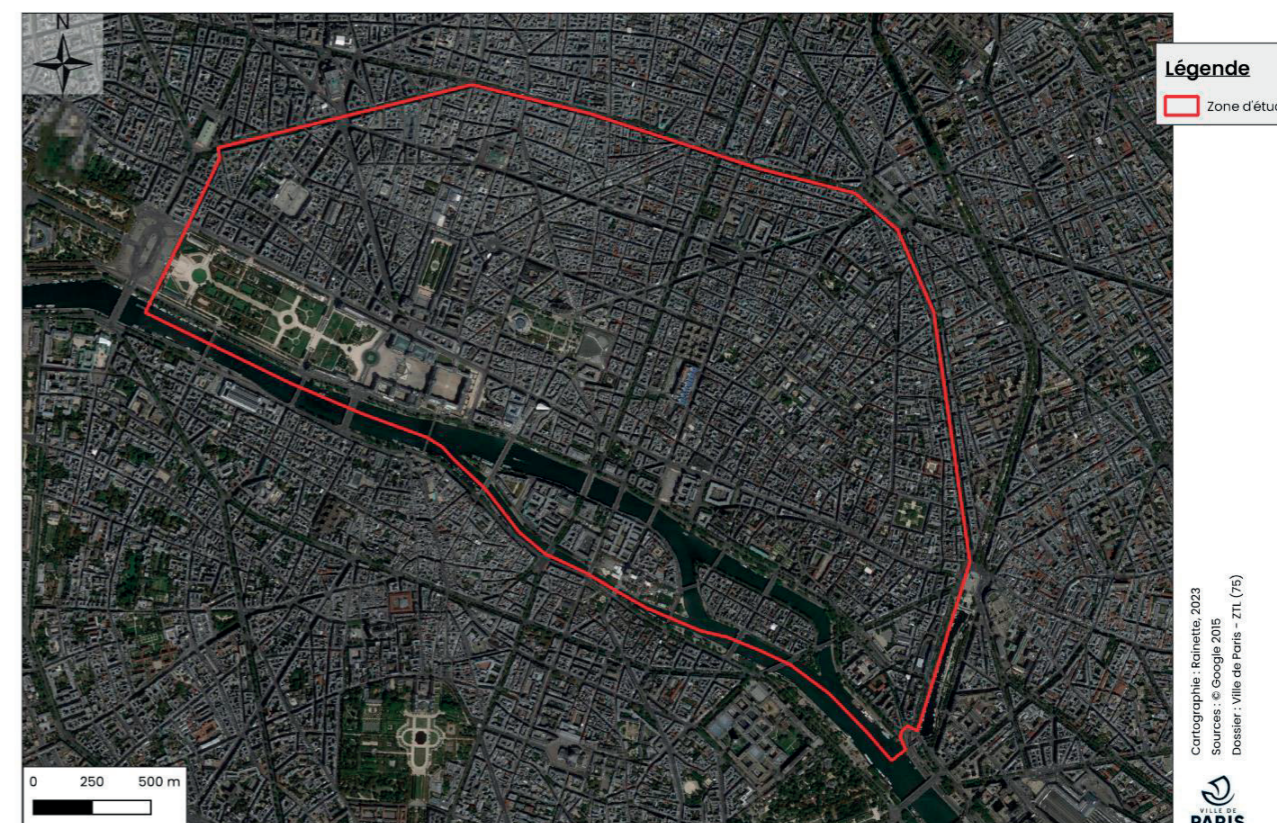 N
Légende
Zone d'étud
0 250 500 m
Cartographie : Rainette, 2023
Sources : © Google 2015
Dossier : Ville de Paris - ZTL (75)
VILLE DE
PARIS